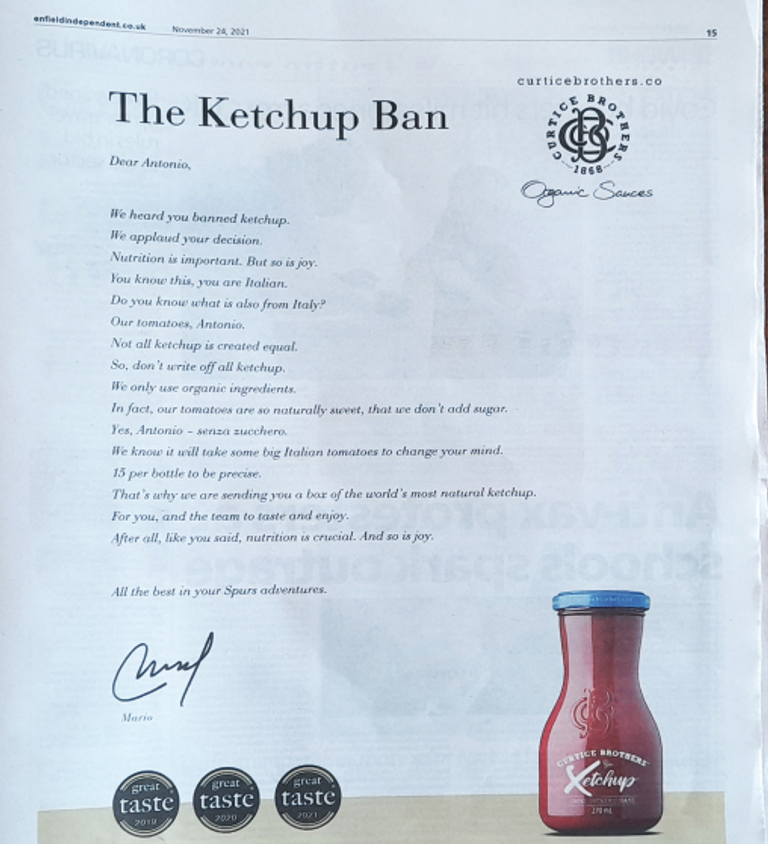 enfieldindependent.co.uk November 24, 2021 15
curticebrothers.co
CURTICE BROTHERS
1868
Organic Sauces
The Ketchup Ban
Dear Antonio,
We heard you banned ketchup.
We applaud your decision.
Nutrition is important. But so is joy.
You know this, you are Italian.
Do you know what is also from Italy?
Our tomatoes, Antonio.
Not all ketchup is created equal.
So, don't write off all ketchup.
We only use organic ingredients.
In fact, our tomatoes are so naturally sweet, that we don't add sugar.
Yes, Antonio – senza zucchero.
We know it will take some big Italian tomatoes to change your mind.
15 per bottle to be precise.
That's why we are sending you a box of the world's most natural ketchup.
For you, and the team to taste and enjoy.
After all, like you said, nutrition is crucial. And so is joy.
All the best in your Spurs adventures.
Mario
great taste 2019
great taste 2020
great taste 2021
CURTICE BROTHERS
Ketchup
270 mL